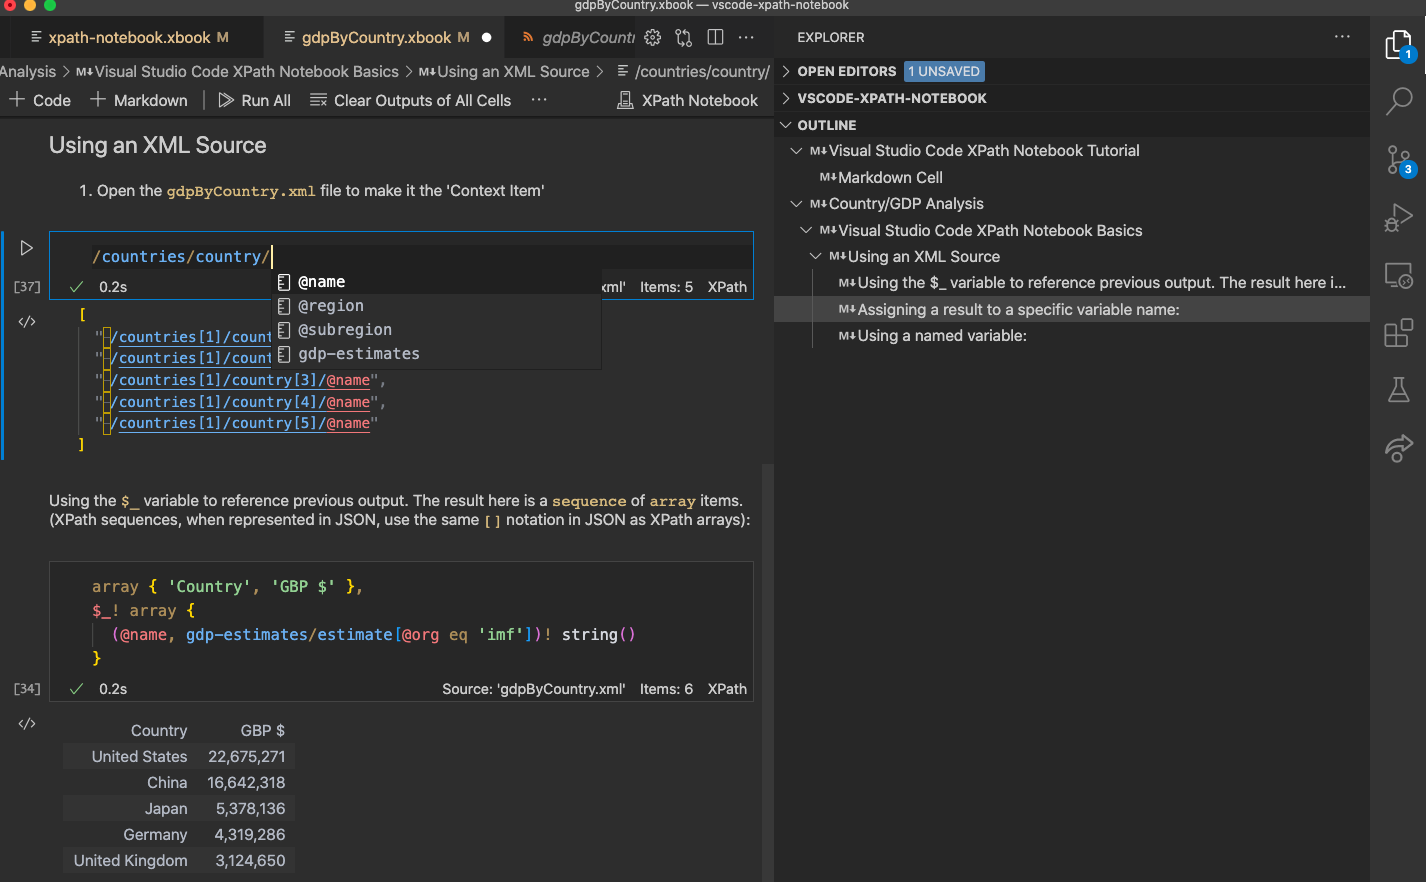 gdpByCountry.xbook — vscode-xpath-notebook
xpath-notebook.xbook M
gdpByCountry.xbook M
gdpByCountr
Analysis > M↓Visual Studio Code XPath Notebook Basics > M↓Using an XML Source > /countries/country/
+ Code + Markdown | Run All Clear Outputs of All Cells ··· XPath Notebook
Using an XML Source
1. Open the gdpByCountry.xml file to make it the 'Context Item'
/countries/country/
[37] ✓ 0.2s xml' Items: 5 XPath
@name
@region
@subregion
gdp-estimates
[
"/countries[1]/count
"/countries[1]/count
"/countries[1]/country[3]/@name",
"/countries[1]/country[4]/@name",
"/countries[1]/country[5]/@name"
]
Using the $_ variable to reference previous output. The result here is a sequence of array items.
(XPath sequences, when represented in JSON, use the same [] notation in JSON as XPath arrays):
array { 'Country', 'GBP $' },
$_! array {
(@name, gdp-estimates/estimate[@org eq 'imf'])! string()
}
[34] ✓ 0.2s Source: 'gdpByCountry.xml' Items: 6 XPath
Country GBP $
United States 22,675,271
China 16,642,318
Japan 5,378,136
Germany 4,319,286
United Kingdom 3,124,650
EXPLORER ···
OPEN EDITORS 1 UNSAVED
VSCODE-XPATH-NOTEBOOK
OUTLINE
M↓Visual Studio Code XPath Notebook Tutorial
M↓Markdown Cell
M↓Country/GDP Analysis
M↓Visual Studio Code XPath Notebook Basics
M↓Using an XML Source
M↓Using the $_ variable to reference previous output. The result here i...
M↓Assigning a result to a specific variable name:
M↓Using a named variable:
1
3